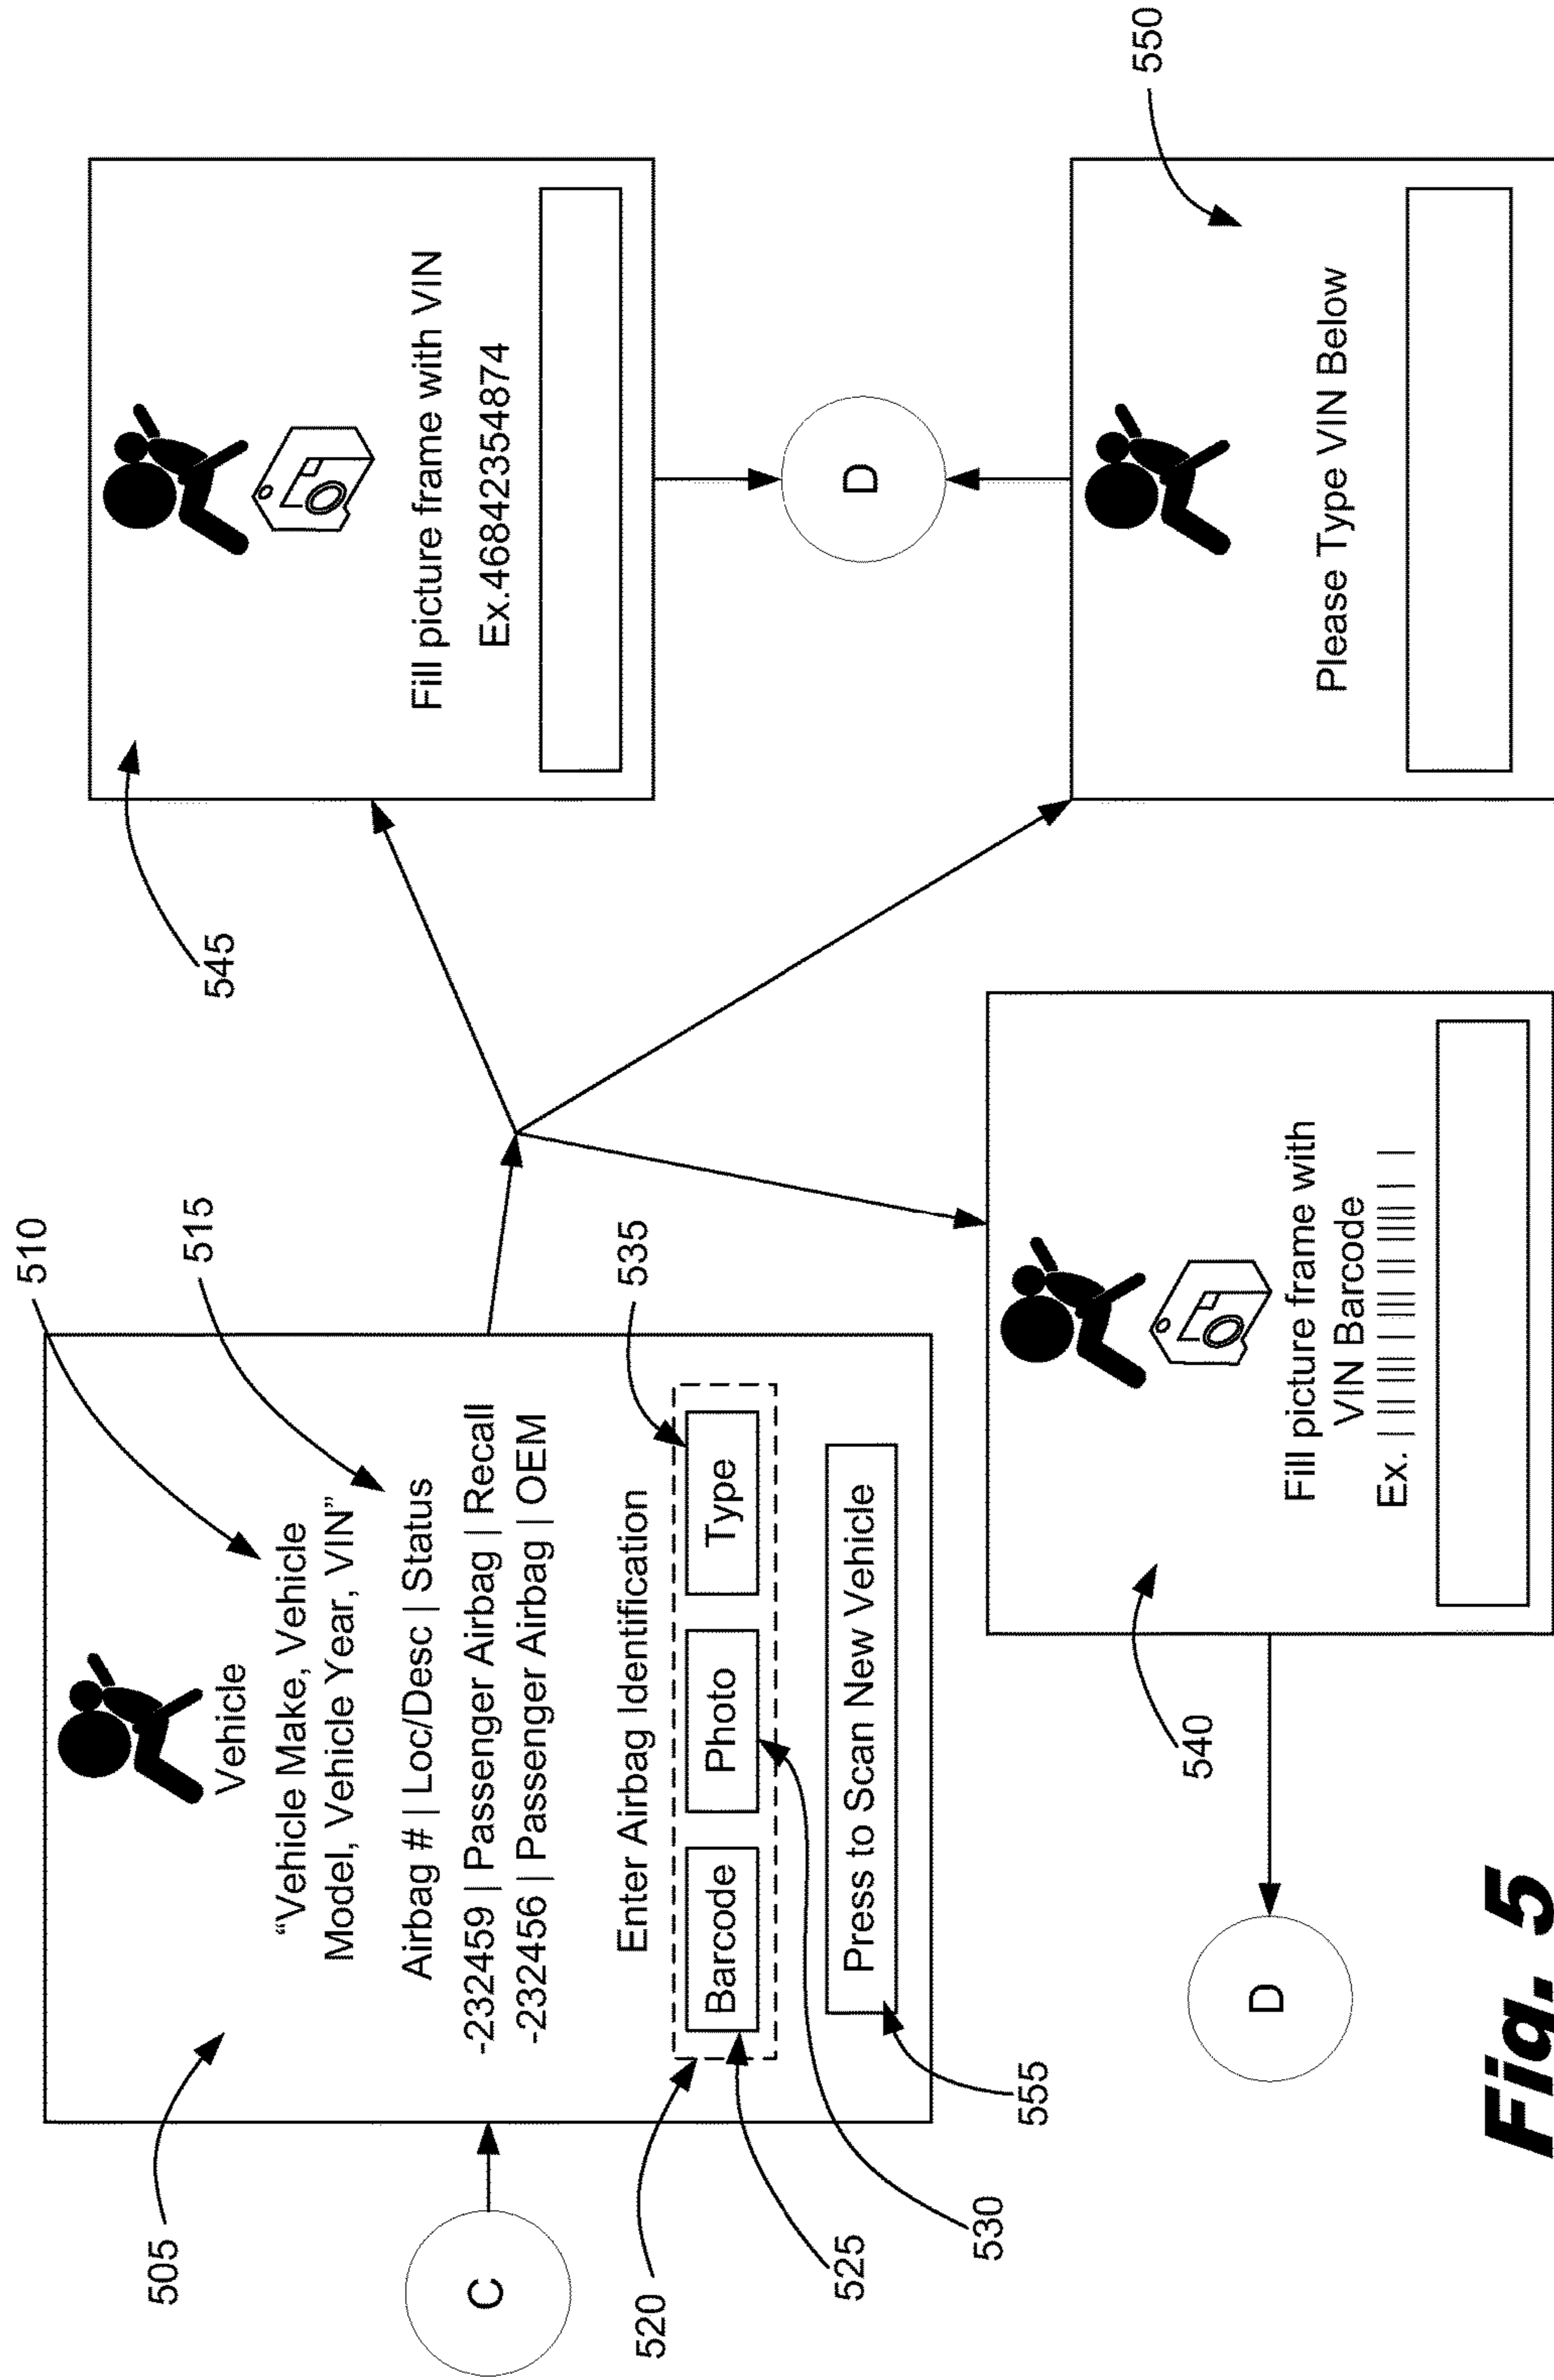 510
515
505
Vehicle
“Vehicle Make, Vehicle
Model, Vehicle Year, VIN”
Airbag # | Loc/Desc | Status
-232459 | Passenger Airbag | Recall
-232456 | Passenger Airbag | OEM
Enter Airbag Identification
Barcode
Photo
Type
Press to Scan New Vehicle
C
520
525
530
555
535
545
Fill picture frame with VIN
Ex.46842354874
D
550
Please Type VIN Below
540
Fill picture frame with
VIN Barcode
Ex.
D
Fig. 5